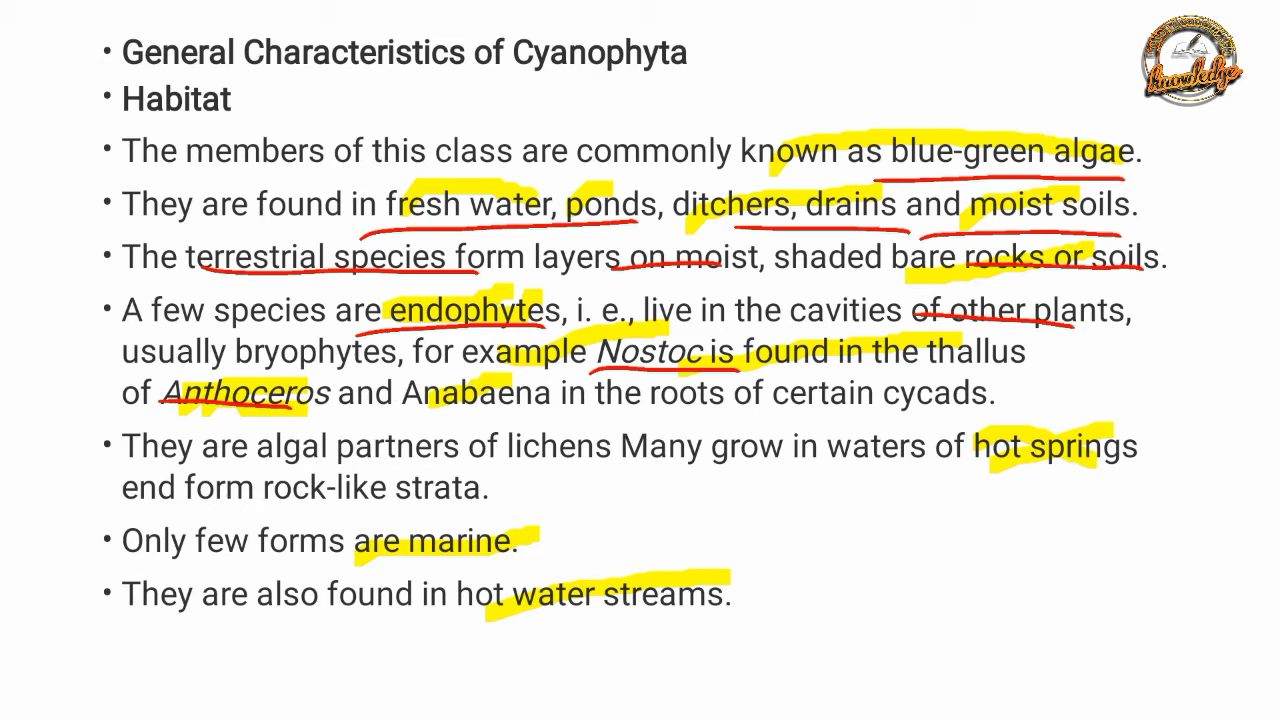 • General Characteristics of Cyanophyta
• Habitat
• The members of this class are commonly known as blue-green algae.
• They are found in fresh water, ponds, ditchers, drains and moist soils.
• The terrestrial species form layers on moist, shaded bare rocks or soils.
• A few species are endophytes, i. e., live in the cavities of other plants,
usually bryophytes, for example Nostoc is found in the thallus
of Anthoceros and Anabaena in the roots of certain cycads.
• They are algal partners of lichens Many grow in waters of hot springs
end form rock-like strata.
• Only few forms are marine.
• They are also found in hot water streams.
knowledge